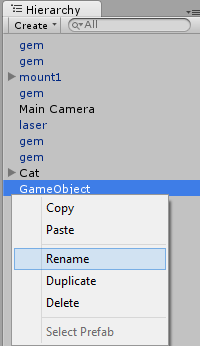 Hierarchy
Create All
gem
gem
mount1
gem
Main Camera
laser
gem
gem
Cat
GameObject
Copy
Paste
Rename
Duplicate
Delete
Select Prefab